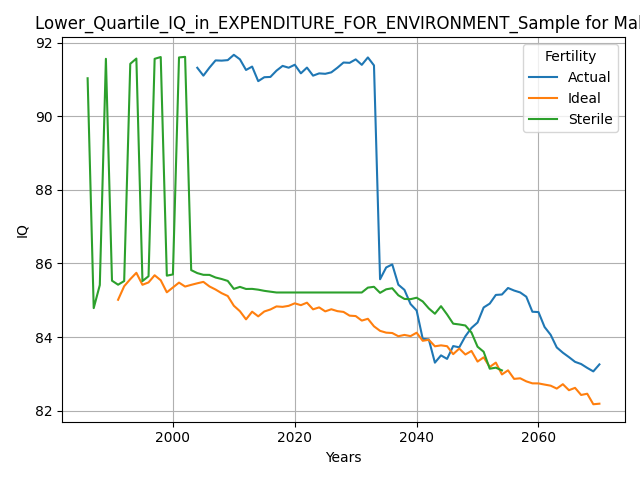 Lower_Quartile_IQ_in_EXPENDITURE_FOR_ENVIRONMENT_Sample for Mal
92
90
88
86
84
82
IQ
2000
2020
2040
2060
Years
Fertility
Actual
Ideal
Sterile